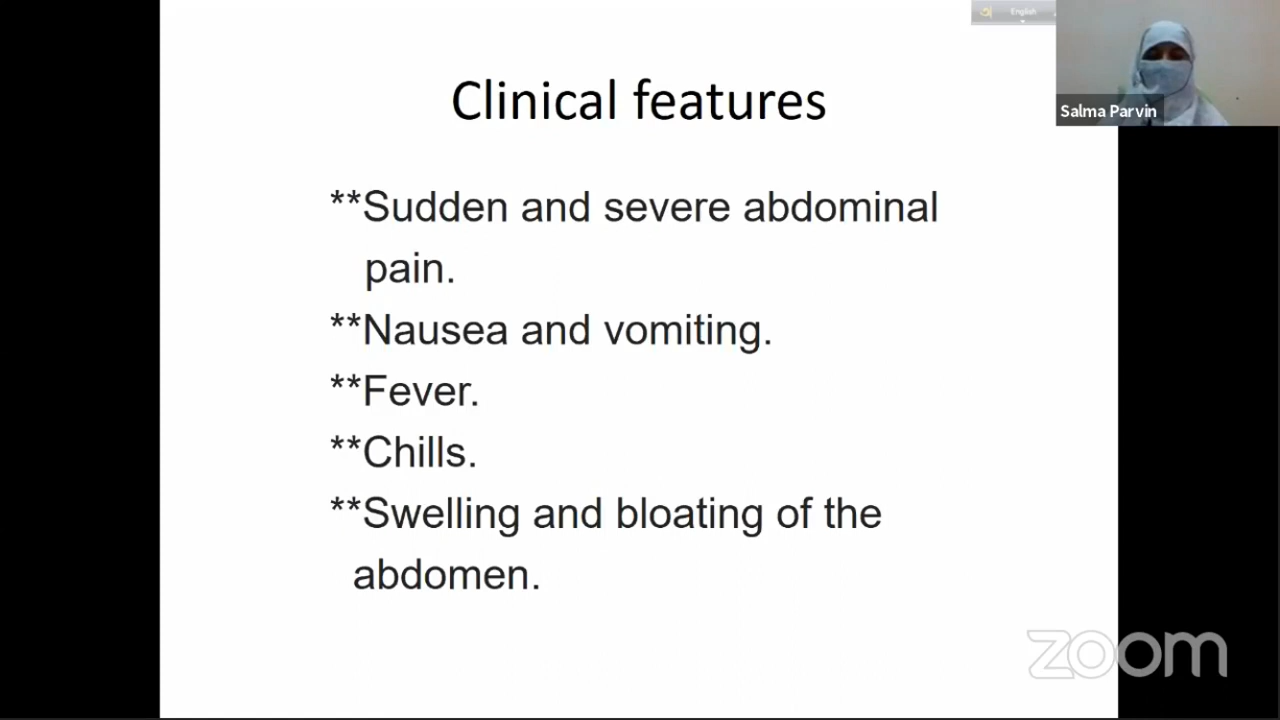 English
Clinical features
Salma Parvin
**Sudden and severe abdominal
pain.
**Nausea and vomiting.
**Fever.
**Chills.
**Swelling and bloating of the
abdomen.
zoom